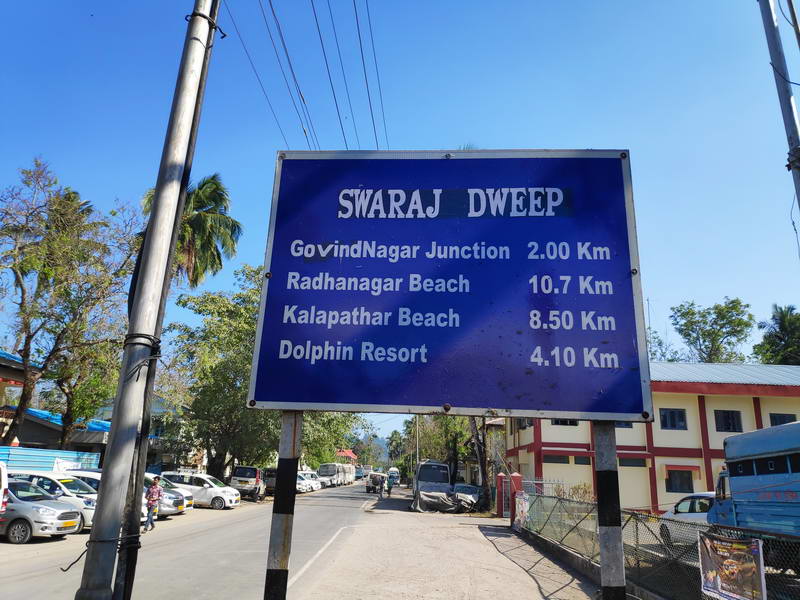 SWARAJ DWEEP
GovindNagar Junction 2.00 Km
Radhanagar Beach 10.7 Km
Kalapathar Beach 8.50 Km
Dolphin Resort 4.10 Km